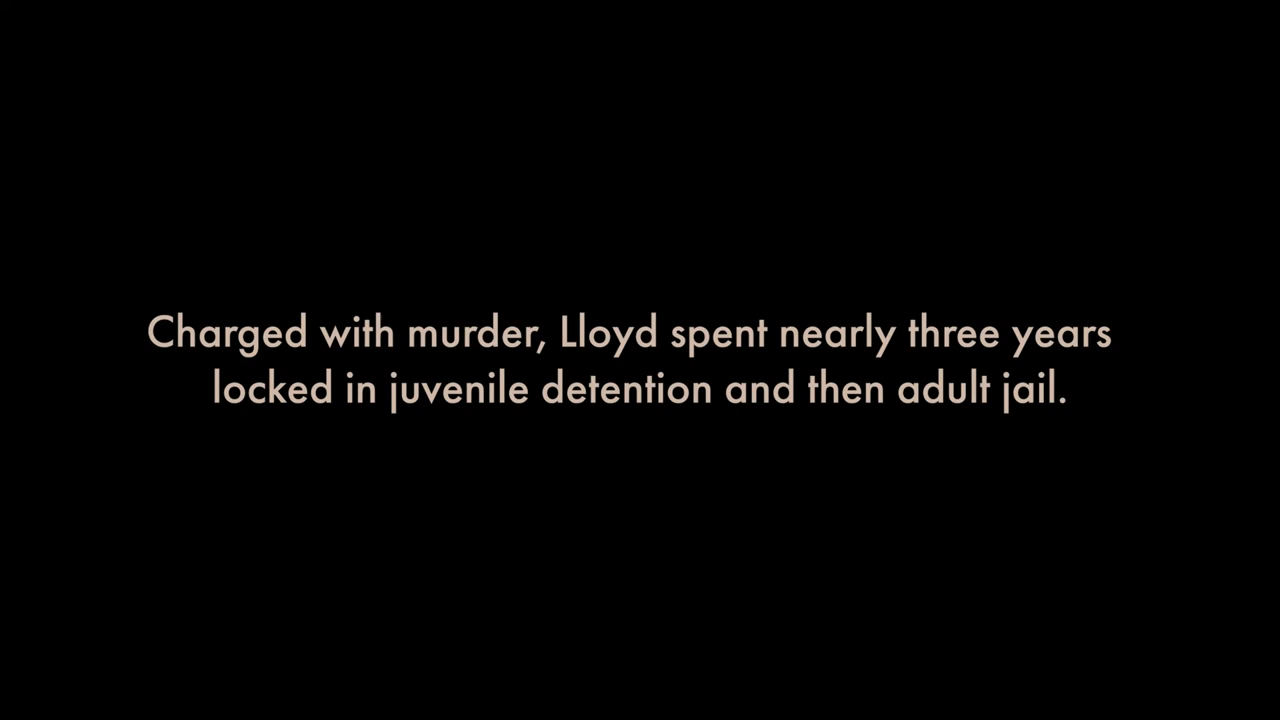 Charged with murder, Lloyd spent nearly three years
locked in juvenile detention and then adult jail.